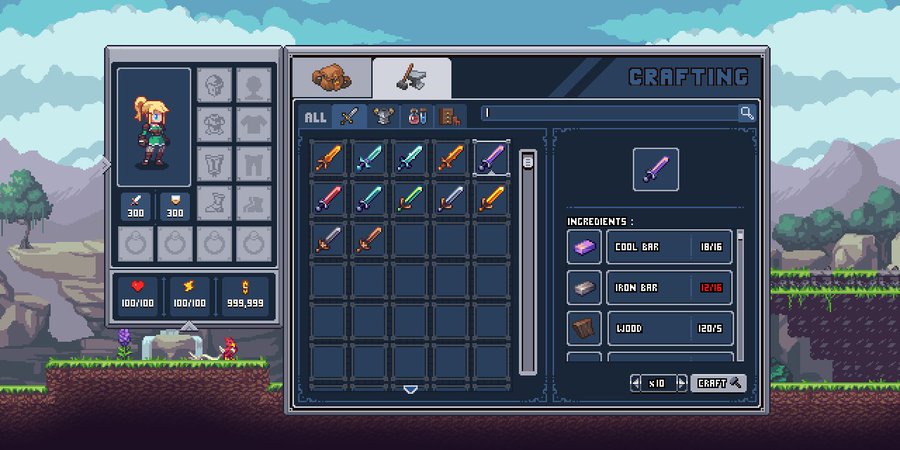 CRAFTING
ALL
300 300
100/100 100/100 999,999
INGREDIENTS :
COOL BAR 18/16
IRON BAR 12/16
WOOD 120/5
x10 CRAFT